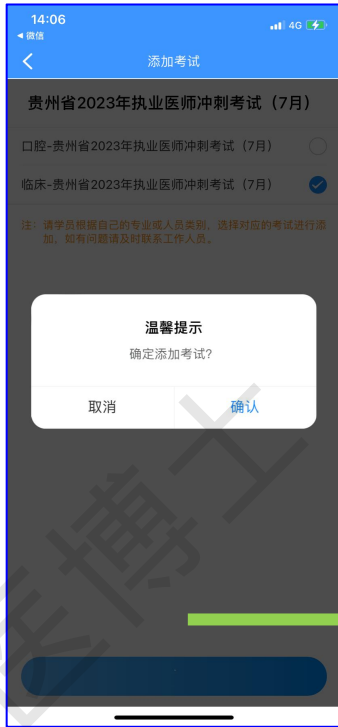 14:06
4G
◀ 微信
添加考试
贵州省2023年执业医师冲刺考试（7月）
口腔-贵州省2023年执业医师冲刺考试（7月）
临床-贵州省2023年执业医师冲刺考试（7月）
注：请学员根据自己的专业或人员类别，选择对应的考试进行添
加，如有问题请及时联系工作人员。
温馨提示
确定添加考试?
取消
确认
医博士